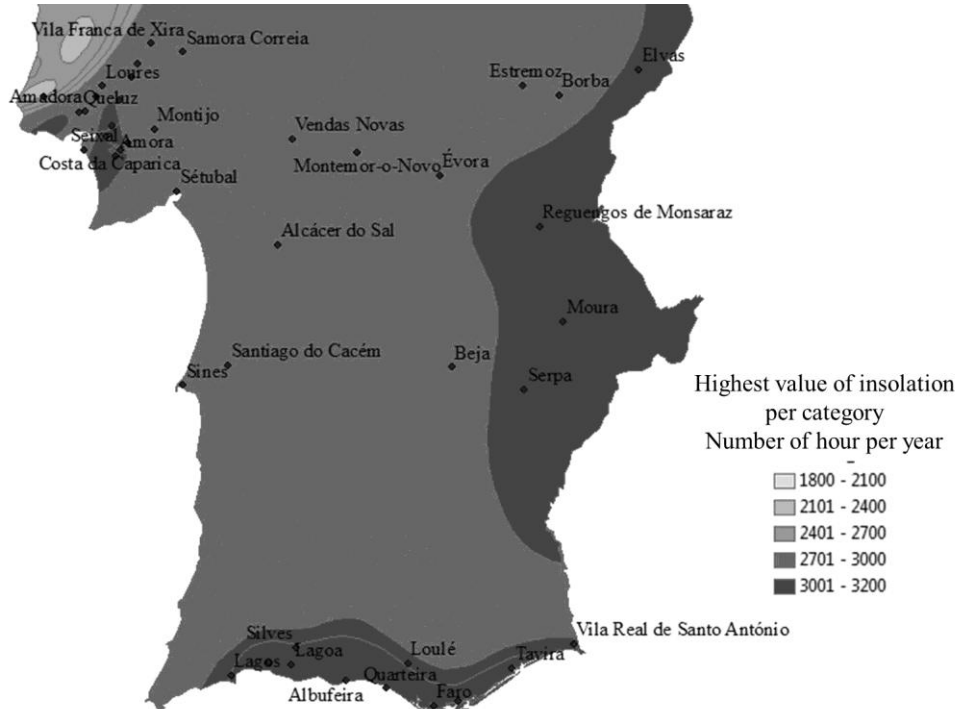 Vila Franca de Xira
Samora Correia
Elvas
Loures
Estremoz
Borba
Amadora
Queluz
Montijo
Vendas Novas
Seixal
Amora
Costa da Caparica
Montemor-o-Novo
Évora
Sétubal
Reguengos de Monsaraz
Alcácer do Sal
Moura
Santiago do Cacém
Beja
Sines
Serpa
Highest value of insolation
per category
Number of hour per year
1800 - 2100
2101 - 2400
2401 - 2700
2701 - 3000
3001 - 3200
Silves
Vila Real de Santo António
Lagoa
Loulé
Lagos
Tavira
Quarteira
Albufeira
Faro